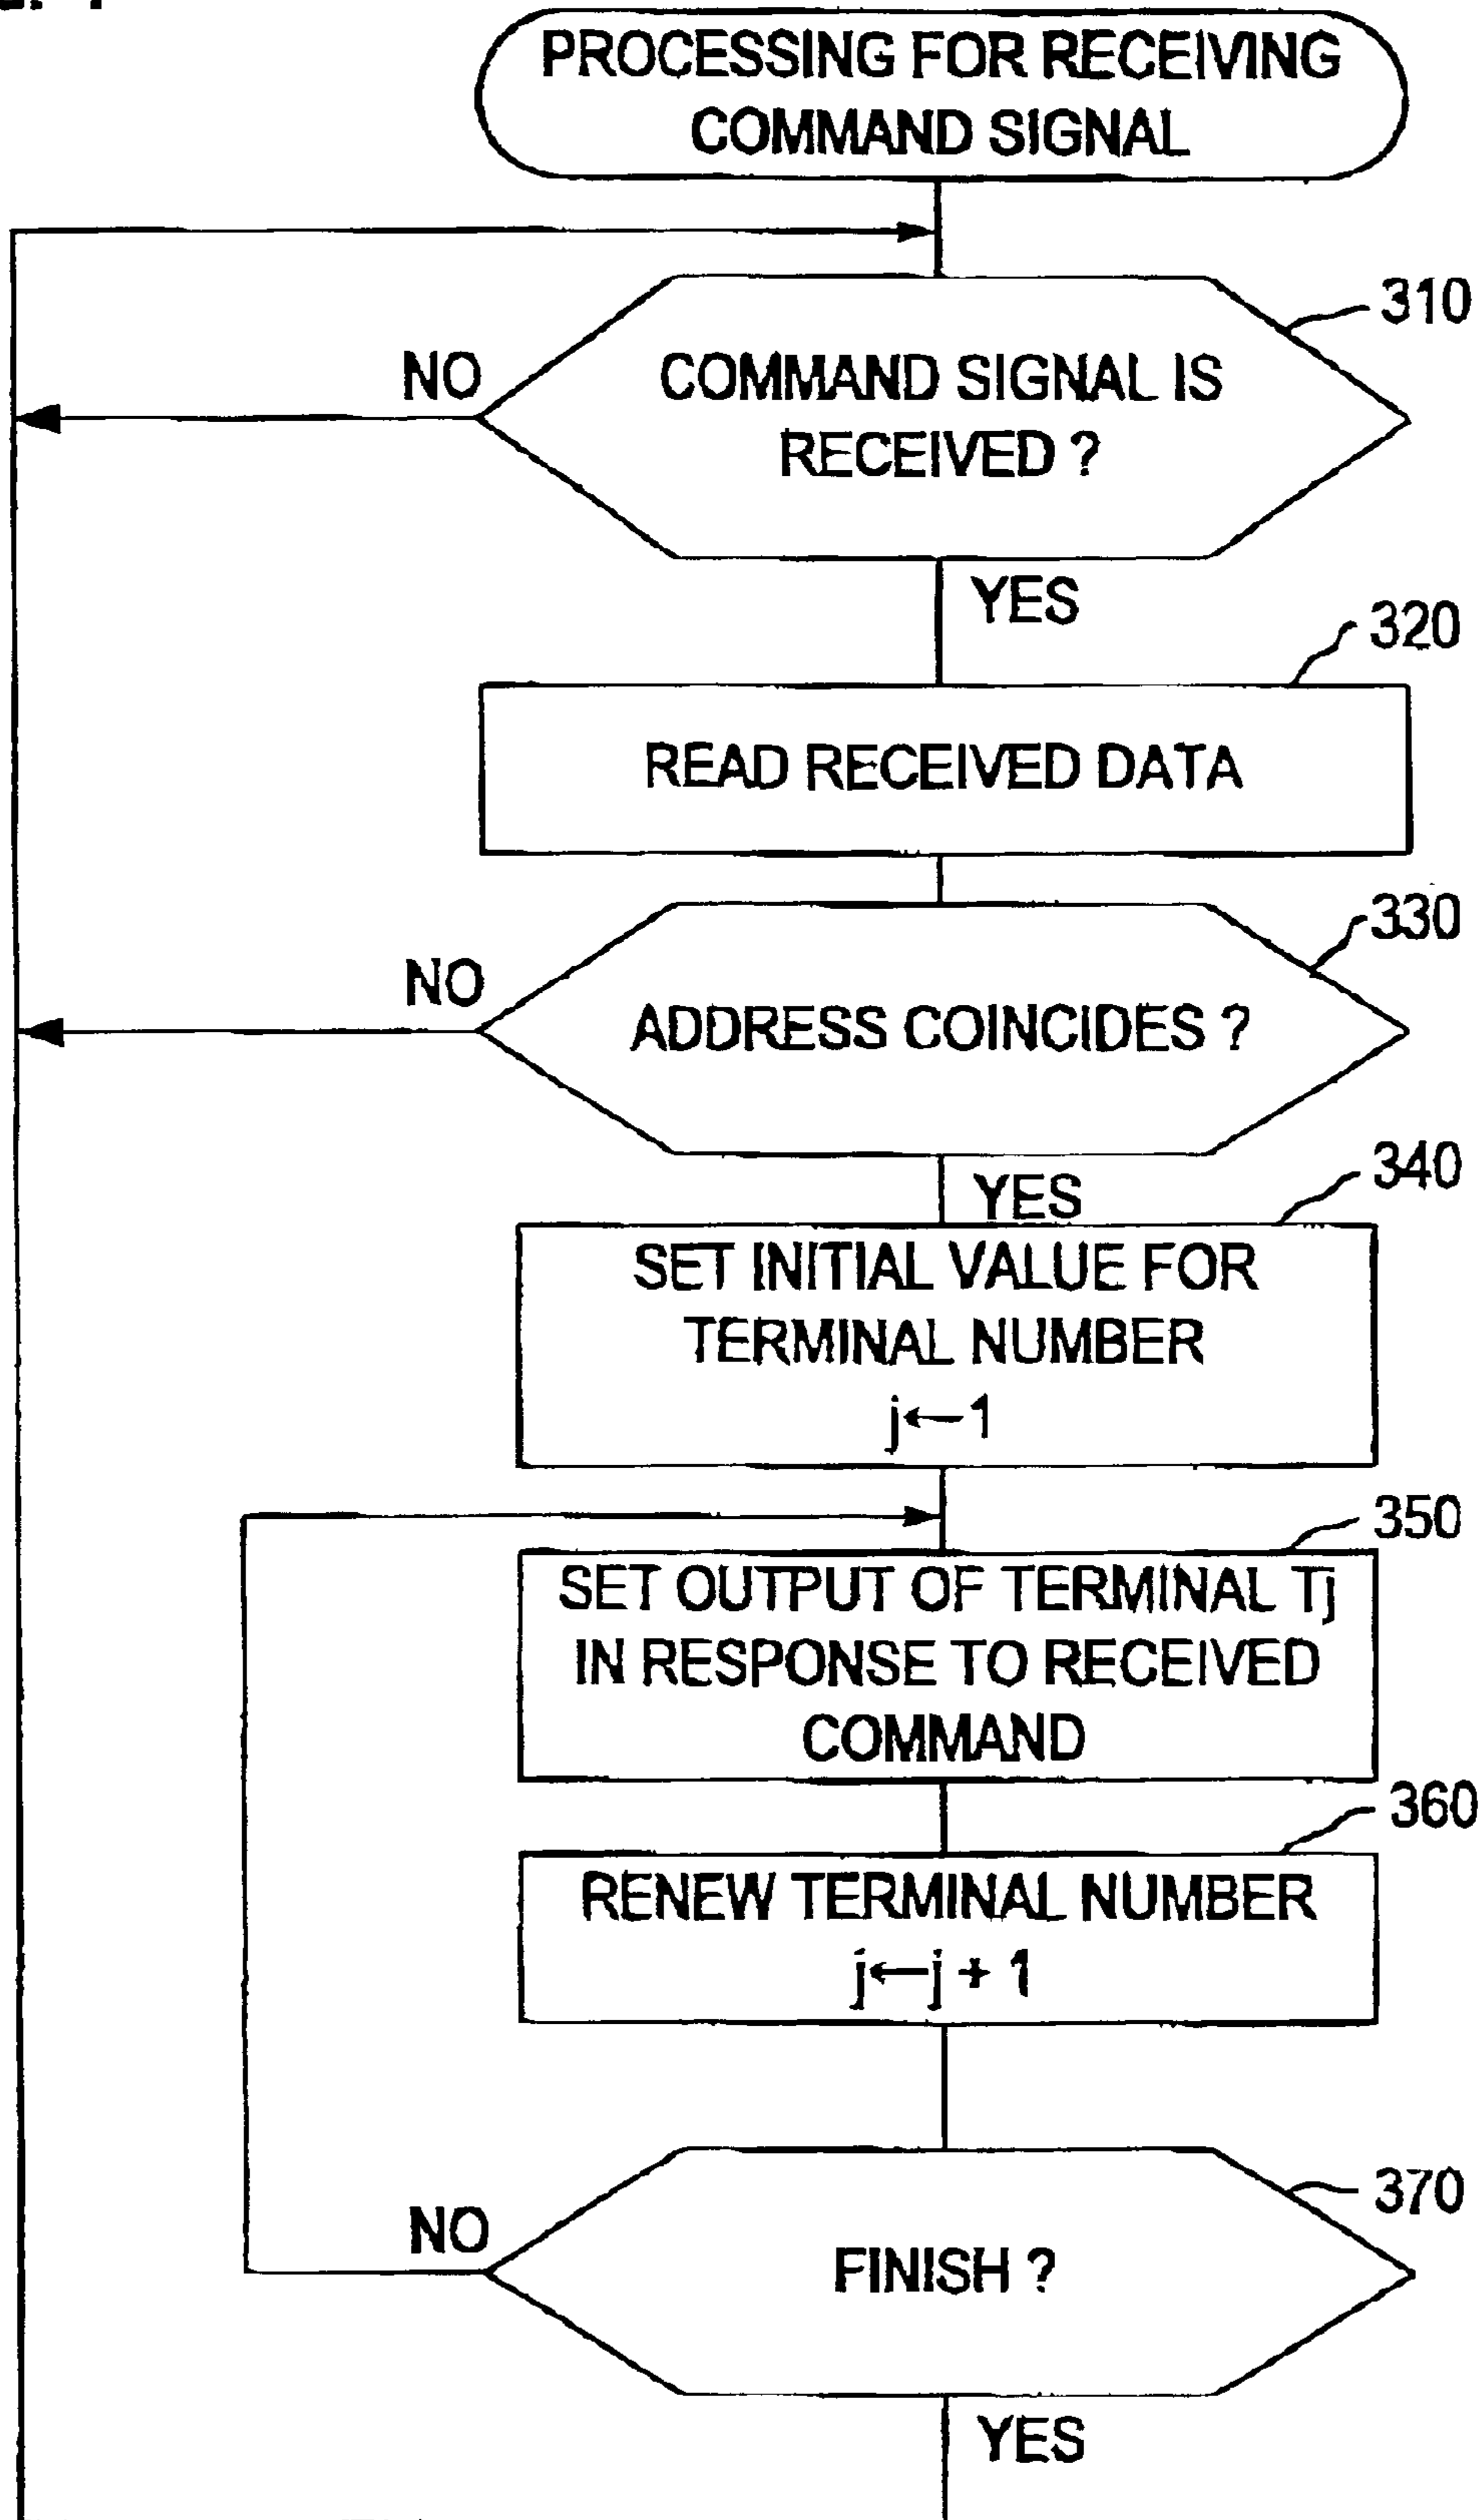 PROCESSING FOR RECEIVING
COMMAND SIGNAL
310
NO
COMMAND SIGNAL IS
RECEIVED ?
YES
320
READ RECEIVED DATA
330
NO
ADDRESS COINCIDES ?
YES
340
SET INITIAL VALUE FOR
TERMINAL NUMBER
j←1
350
SET OUTPUT OF TERMINAL Tj
IN RESPONSE TO RECEIVED
COMMAND
360
RENEW TERMINAL NUMBER
j←j + 1
370
NO
FINISH ?
YES